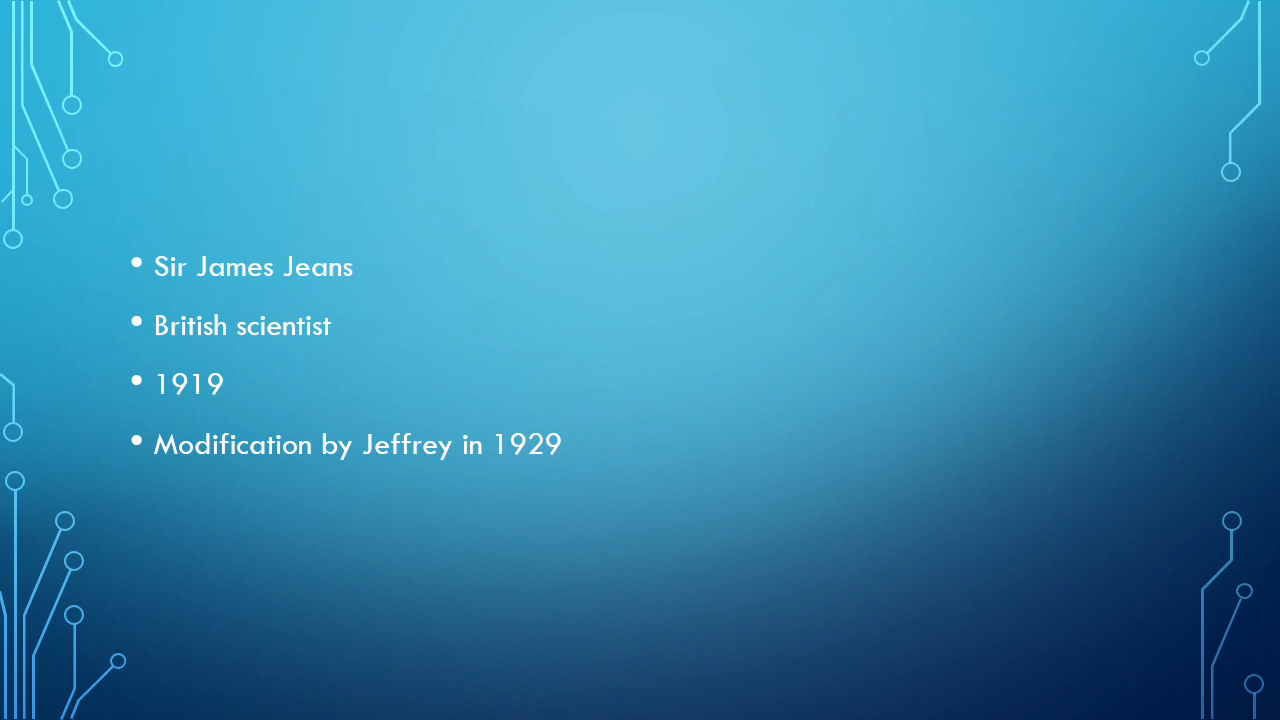 • Sir James Jeans
• British scientist
• 1919
• Modification by Jeffrey in 1929